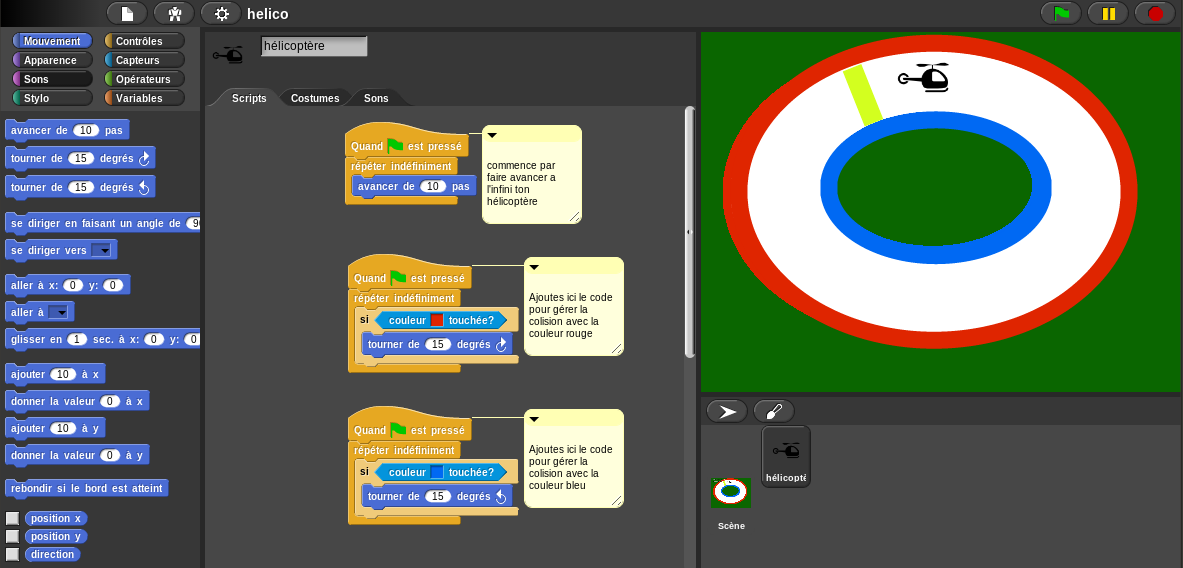 helico
Mouvement
Contrôles
Apparence
Capteurs
Sons
Opérateurs
Stylo
Variables
hélicoptère
Scripts
Costumes
Sons
avancer de 10 pas
tourner de 15 degrés
tourner de 15 degrés
se diriger en faisant un angle de
se diriger vers
aller à x: 0 y: 0
aller à
glisser en 1 sec. à x: 0 y: 0
ajouter 10 à x
donner la valeur 0 à x
ajouter 10 à y
donner la valeur 0 à y
rebondir si le bord est atteint
position x
position y
direction
Quand est pressé
répéter indéfiniment
avancer de 10 pas
commence par
faire avancer a
l'infini ton
hélicoptère
Quand est pressé
répéter indéfiniment
si couleur touchée?
tourner de 15 degrés
Ajoutes ici le code
pour gérer la
colision avec la
couleur rouge
Quand est pressé
répéter indéfiniment
si couleur touchée?
tourner de 15 degrés
Ajoutes ici le code
pour gérer la
colision avec la
couleur bleu
hélicopt
Scène